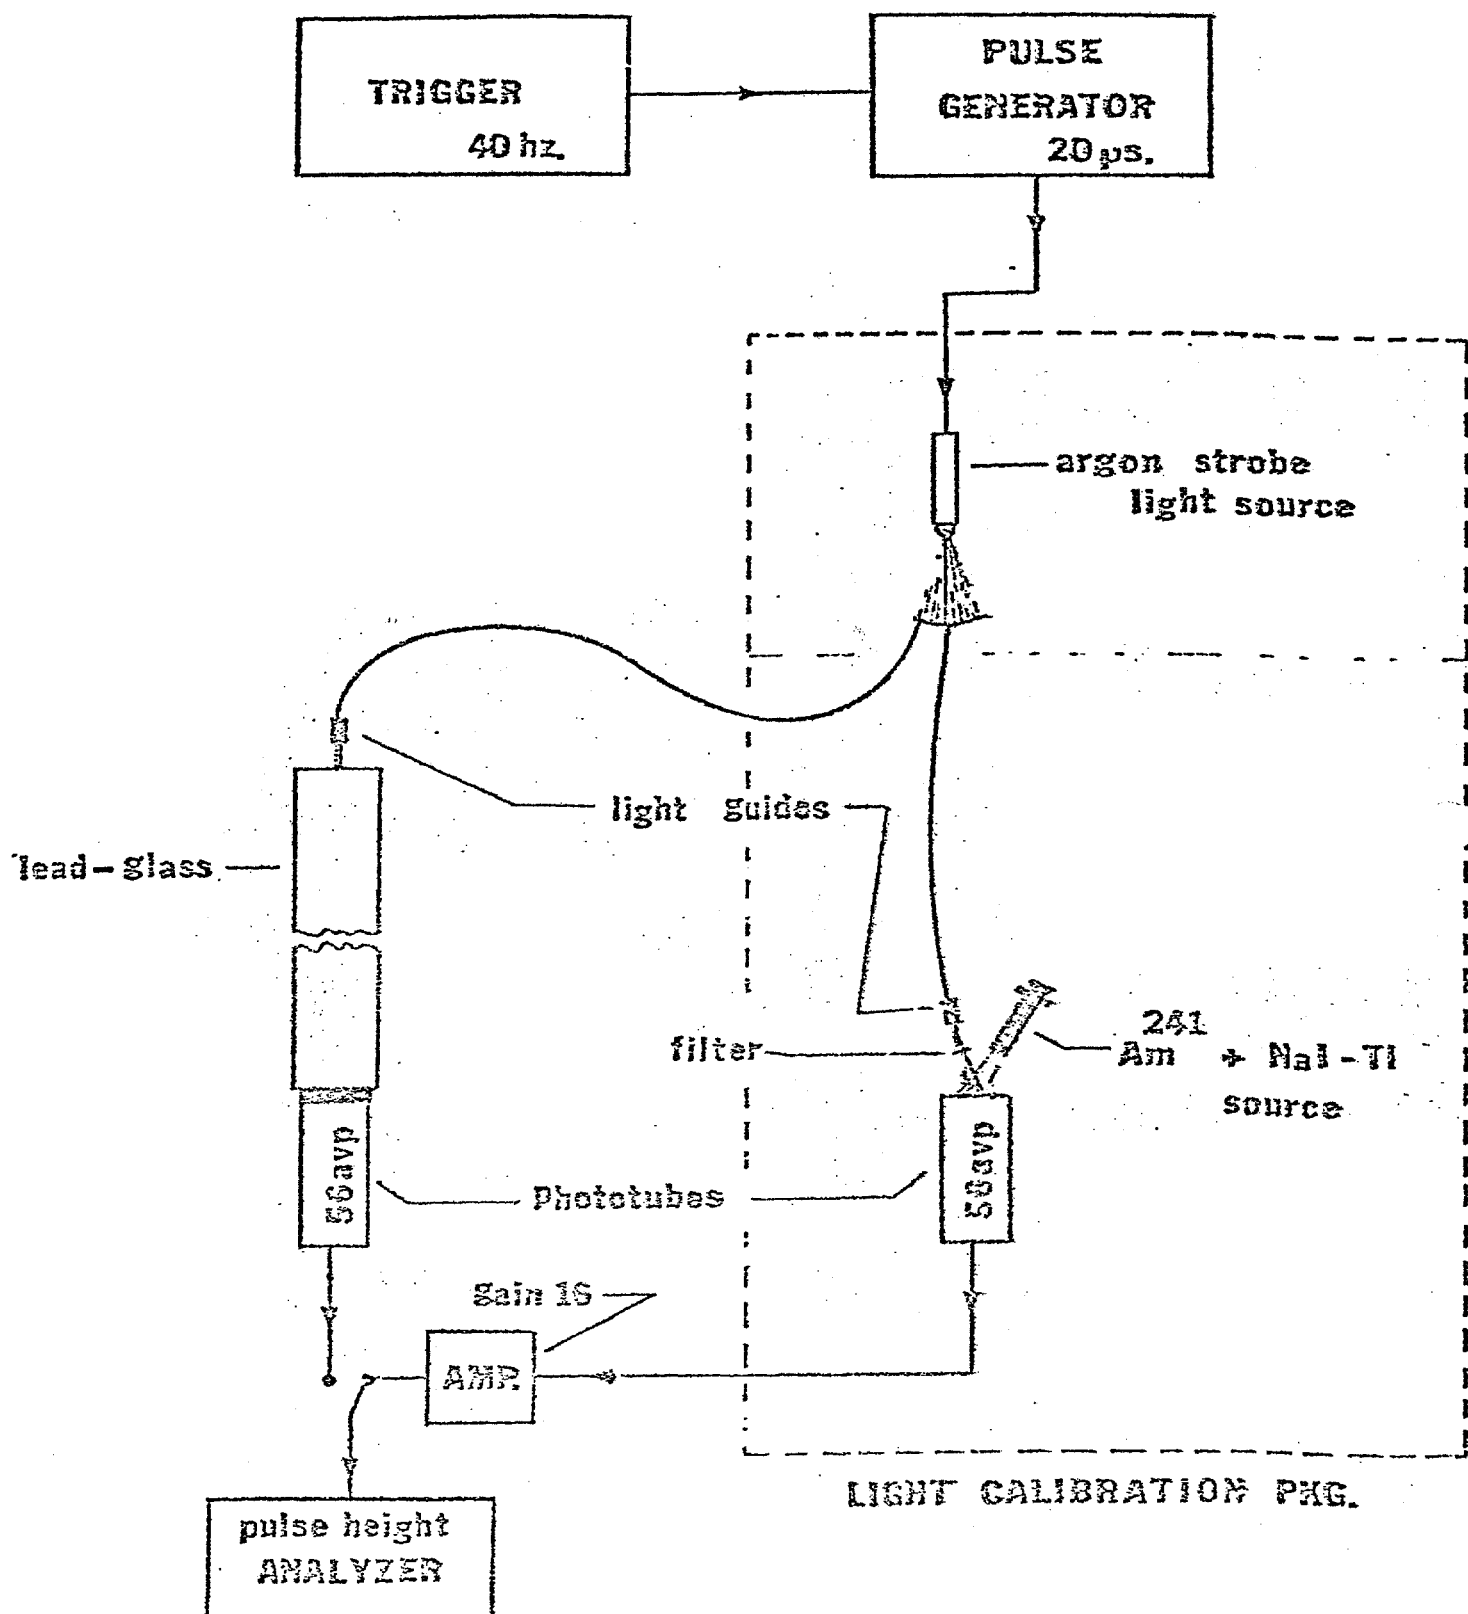 TRIGGER
40 hz.
PULSE
GENERATOR
20 μs.
argon strobe
light source
light guides
lead-glass
filter
241
Am + NaI-Tl
source
56avp
56avp
Phototubes
gain 16
AMP.
LIGHT CALIBRATION PKG.
pulse height
ANALYZER